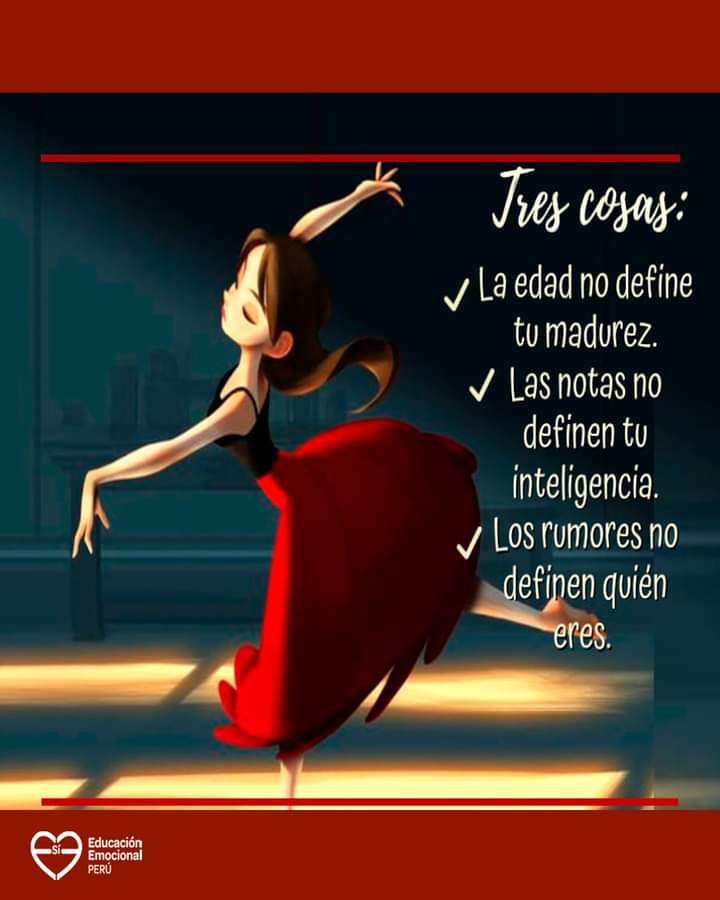 Tres cosas:
✓ La edad no define
tu madurez.
✓ Las notas no
definen tu
inteligencia.
✓ Los rumores no
definen quién
eres.
Sí
Educación
Emocional
PERÚ